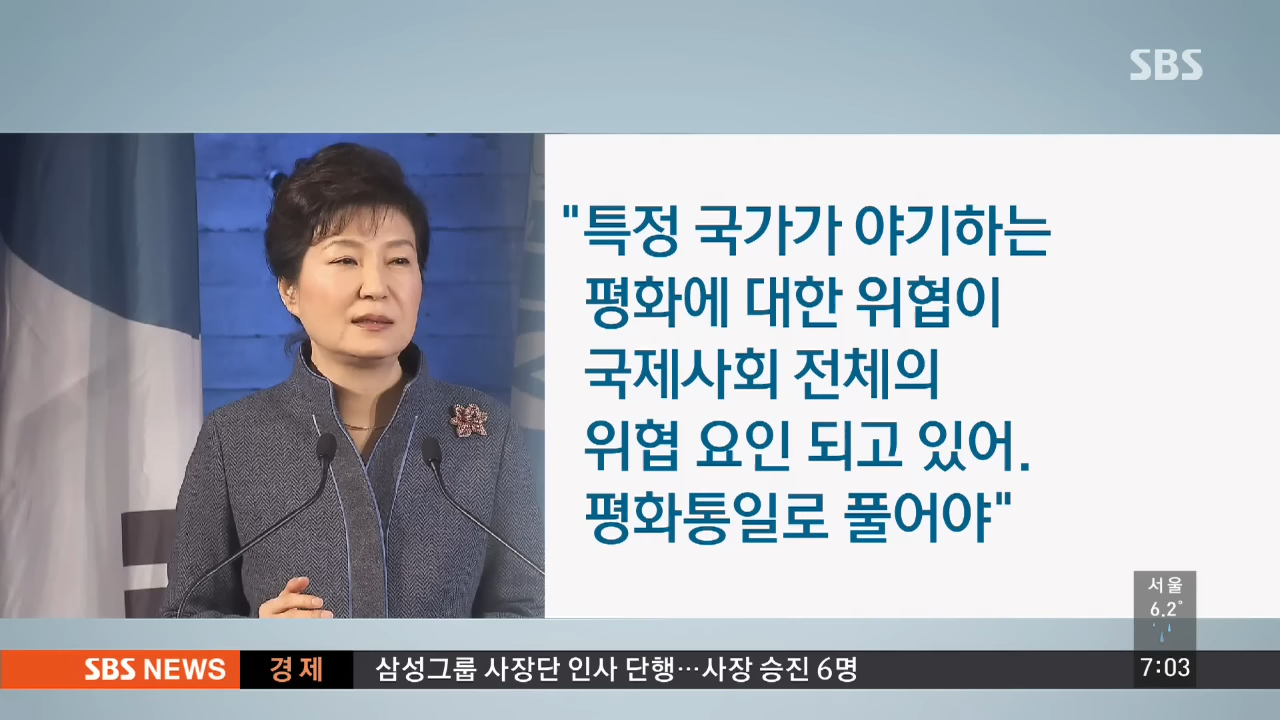 SBS
"특정 국가가 야기하는
평화에 대한 위협이
국제사회 전체의
위협 요인 되고 있어.
평화통일로 풀어야"
서울
6.2°
SBS NEWS 경제 삼성그룹 사장단 인사 단행…사장 승진 6명 7:03